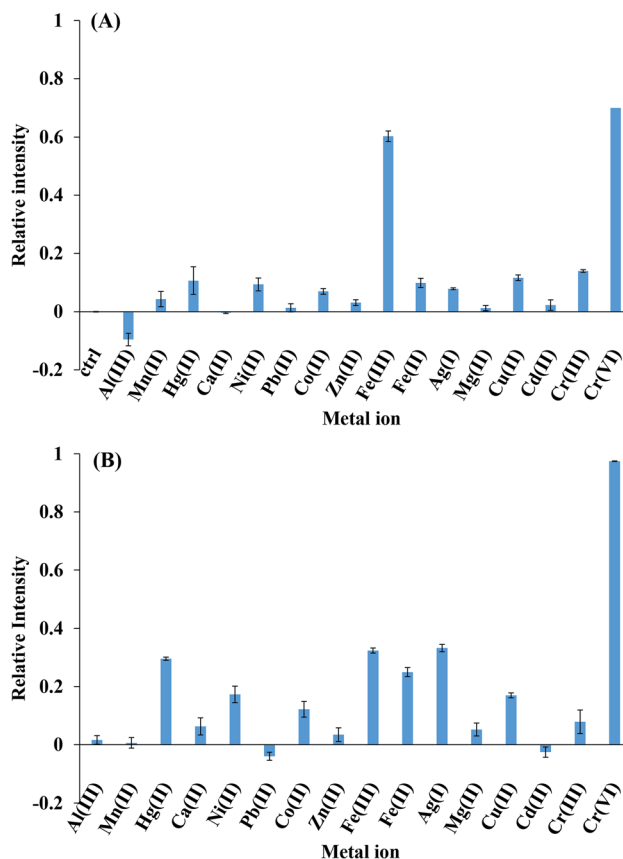 (A)
Relative intensity
1
0.8
0.6
0.4
0.2
0
-0.2
ctrl
Al(III)
Mn(II)
Hg(II)
Ca(II)
Ni(II)
Pb(II)
Co(II)
Zn(II)
Fe(III)
Fe(II)
Ag(I)
Mg(II)
Cu(II)
Cd(II)
Cr(III)
Cr(VI)
Metal ion
(B)
Relative Intensity
1
0.8
0.6
0.4
0.2
0
-0.2
Al(III)
Mn(II)
Hg(II)
Ca(II)
Ni(II)
Pb(II)
Co(II)
Zn(II)
Fe(III)
Fe(II)
Ag(I)
Mg(II)
Cu(II)
Cd(II)
Cr(III)
Cr(VI)
Metal ion